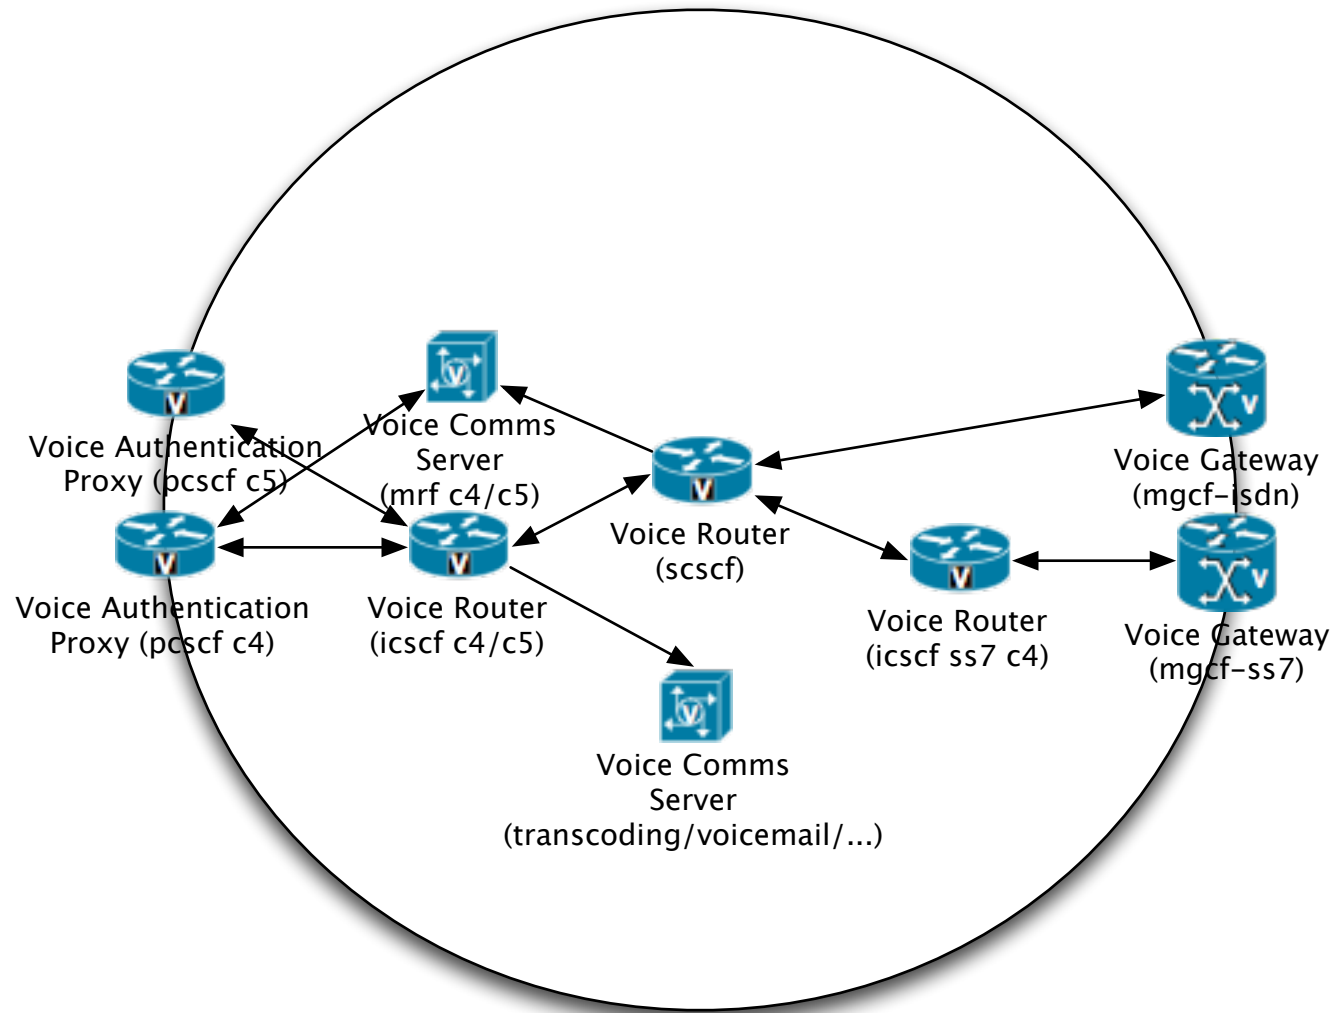 Voice Authentication
Proxy (pcscf c5)
Voice Comms
Server
(mrf c4/c5)
Voice Router
(scscf)
Voice Gateway
(mgcf-isdn)
Voice Authentication
Proxy (pcscf c4)
Voice Router
(icscf c4/c5)
Voice Router
(icscf ss7 c4)
Voice Gateway
(mgcf-ss7)
Voice Comms
Server
(transcoding/voicemail/...)
V
V
V
V
V
V
V
V
V